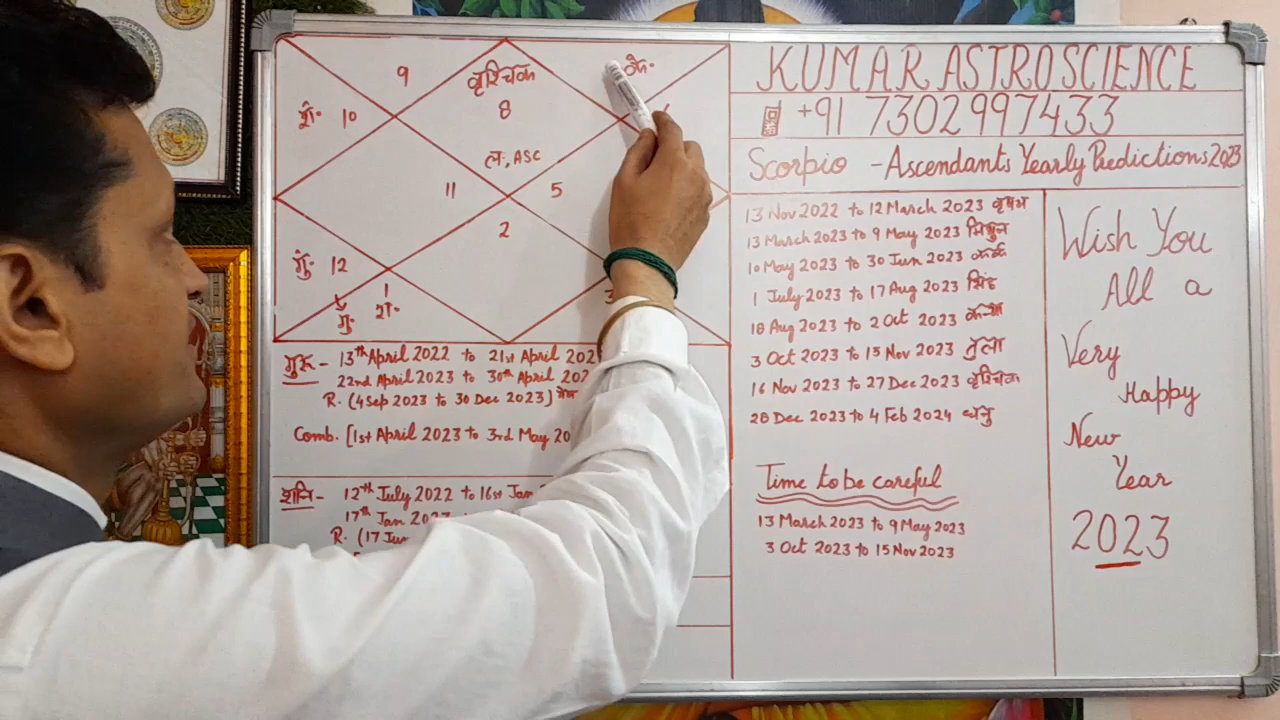 KUMAR ASTROSCIENCE
+91 7302997433
Scorpio - Ascendants Yearly Predictions 2023
9
वृश्चिक
के.
8
श. 10
ल., ASC
11
5
2
गु. 12
1
गु.
रा.
3
गुरू - 13th April 2022 to 21st April 202
22nd April 2023 to 30th April 202
R. (4 Sep 2023 to 30 Dec 2023) मेष
Comb. [1st April 2023 to 3rd May 20
शनि - 12th July 2022 to 16st Jan
17th Jan 2023
R. (17 Jun
13 Nov 2022 to 12 March 2023 वृषभ
13 March 2023 to 9 May 2023 मिथुन
10 May 2023 to 30 Jun 2023 कर्क
1 July 2023 to 17 Aug 2023 सिंह
18 Aug 2023 to 2 Oct 2023 कन्या
3 Oct 2023 to 15 Nov 2023 तुला
16 Nov 2023 to 27 Dec 2023 वृश्चिक
28 Dec 2023 to 4 Feb 2024 धनु
Time to be careful
13 March 2023 to 9 May 2023
3 Oct 2023 to 15 Nov 2023
Wish You
All a
Very
Happy
New
Year
2023